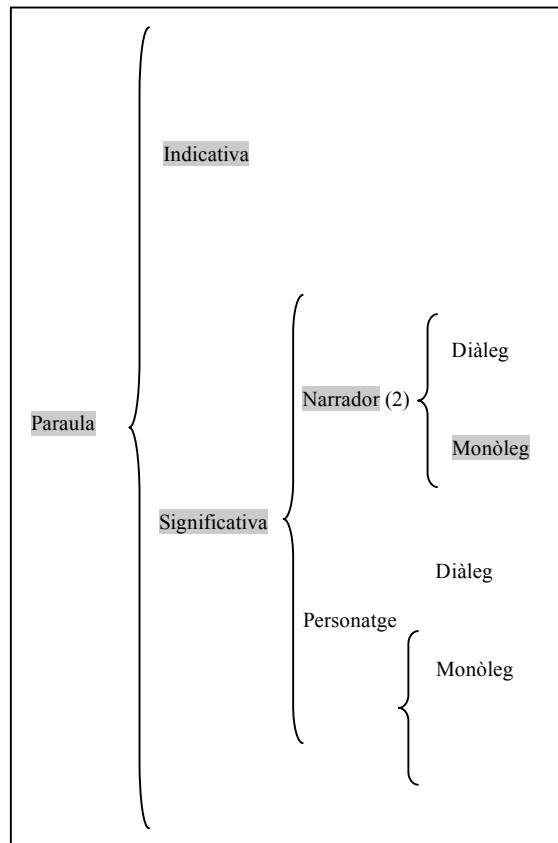 Indicativa
Diàleg
Narrador (2)
Paraula
Monòleg
Significativa
Diàleg
Personatge
Monòleg